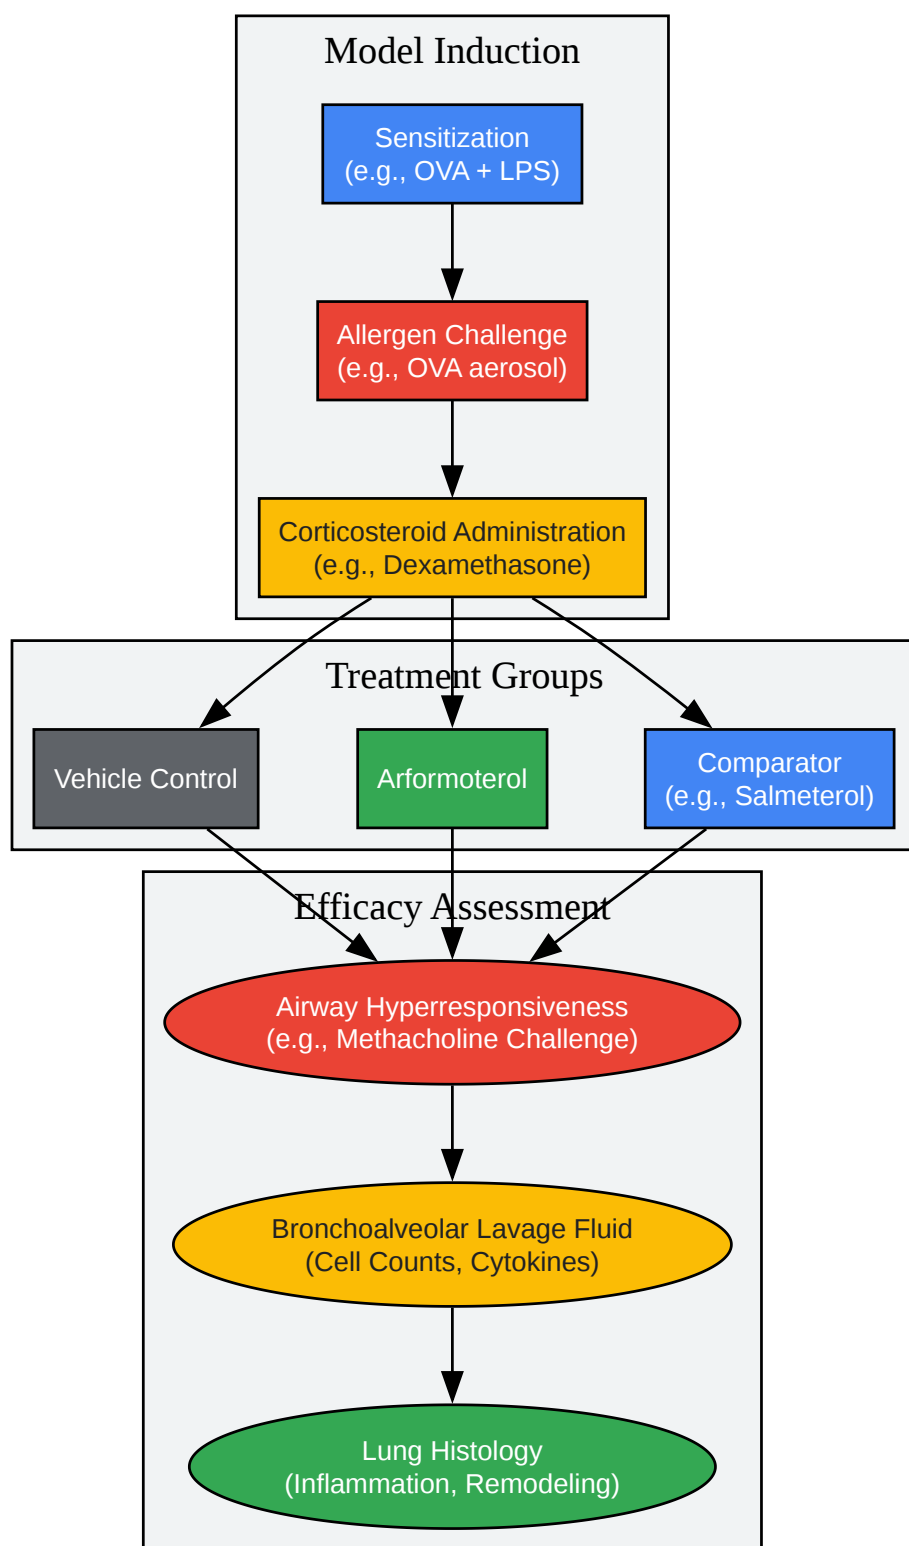 Model Induction
Sensitization
(e.g., OVA + LPS)
Allergen Challenge
(e.g., OVA aerosol)
Corticosteroid Administration
(e.g., Dexamethasone)
Treatment Groups
Vehicle Control
Arformoterol
Comparator
(e.g., Salmeterol)
Efficacy Assessment
Airway Hyperresponsiveness
(e.g., Methacholine Challenge)
Bronchoalveolar Lavage Fluid
(Cell Counts, Cytokines)
Lung Histology
(Inflammation, Remodeling)